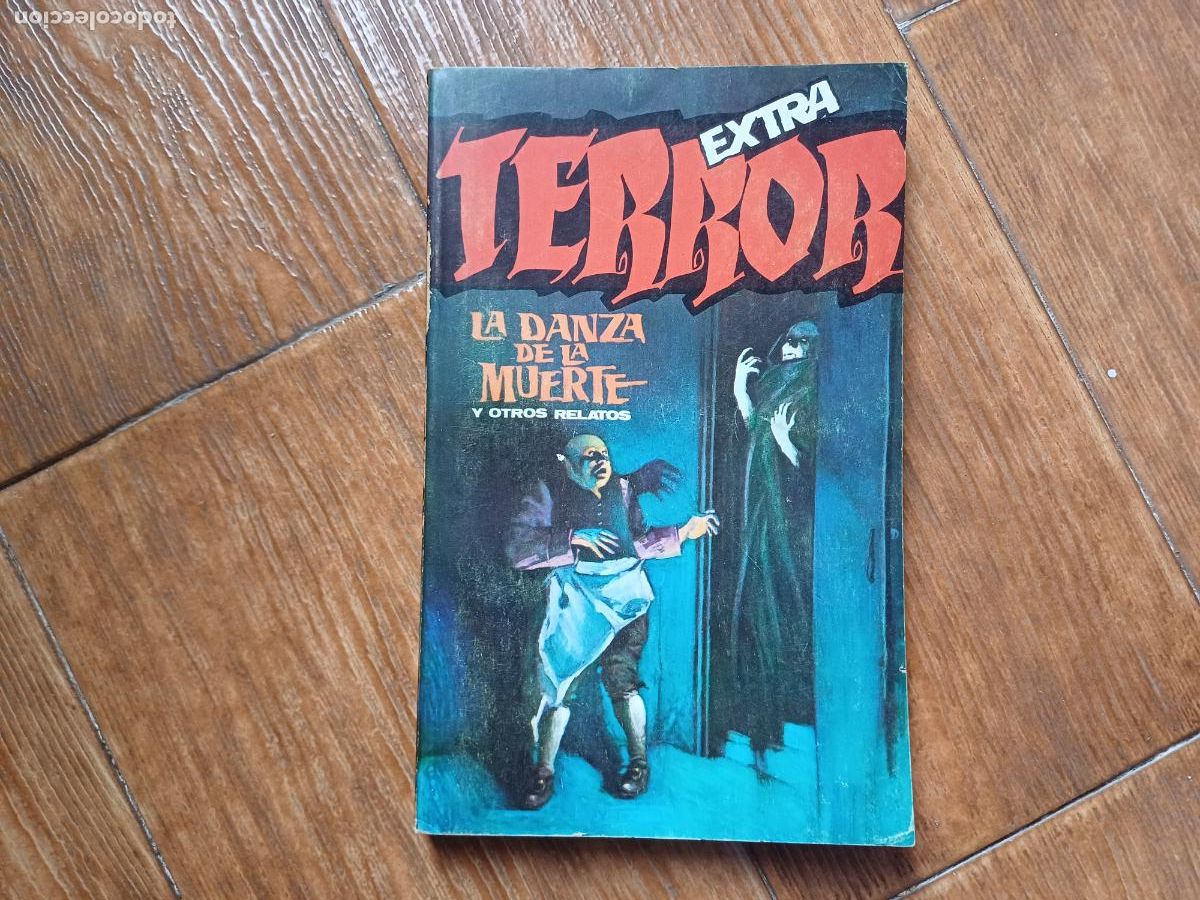 todocoleccion
EXTRA
TERROR
LA DANZA
DE LA
MUERTE
Y OTROS RELATOS